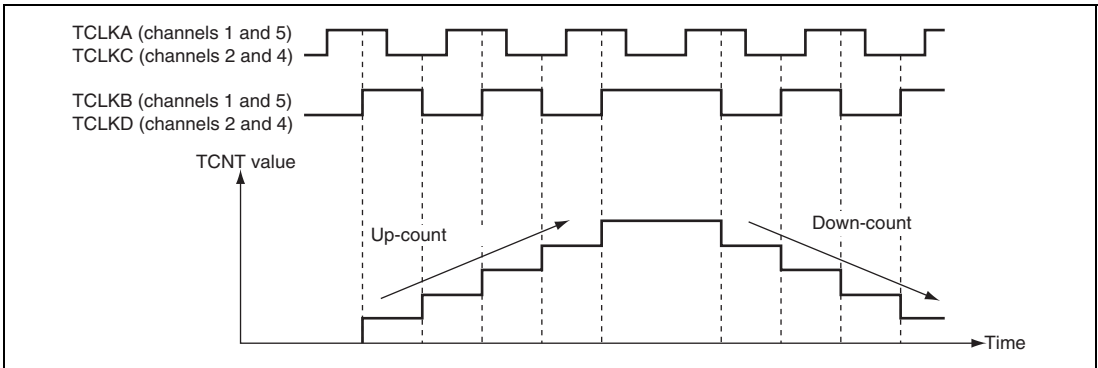 TCLKA (channels 1 and 5)
TCLKC (channels 2 and 4)
TCLKB (channels 1 and 5)
TCLKD (channels 2 and 4)
TCNT value
Up-count
Down-count
Time